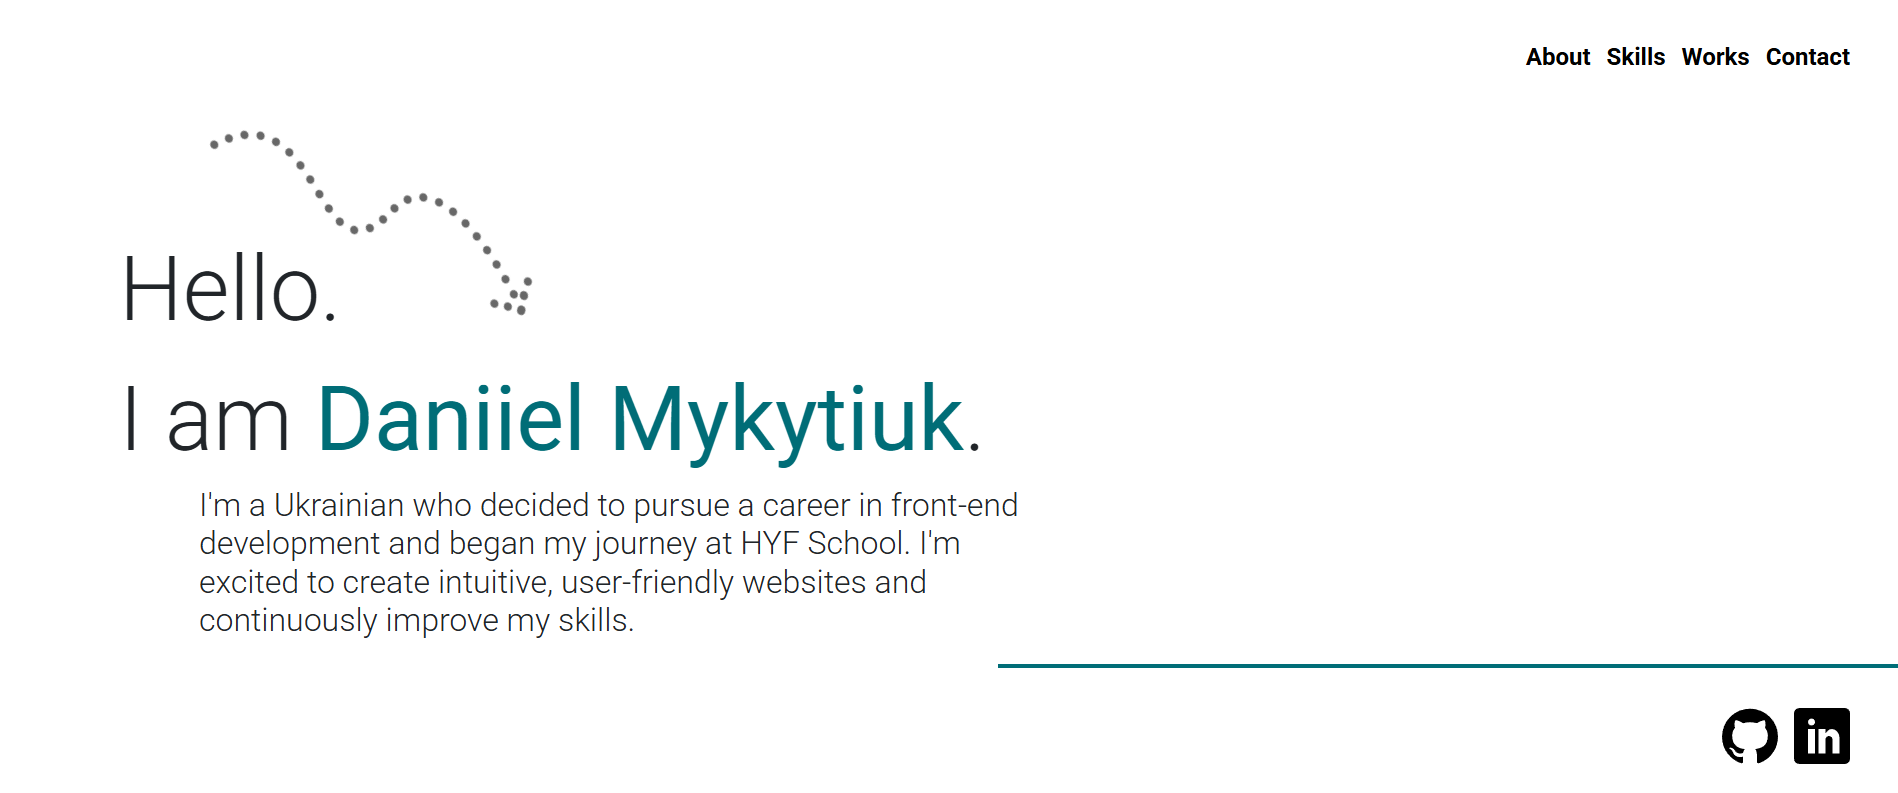 About Skills Works Contact
Hello.
I am Daniiel Mykytiuk.
I'm a Ukrainian who decided to pursue a career in front-end
development and began my journey at HYF School. I'm
excited to create intuitive, user-friendly websites and
continuously improve my skills.
in